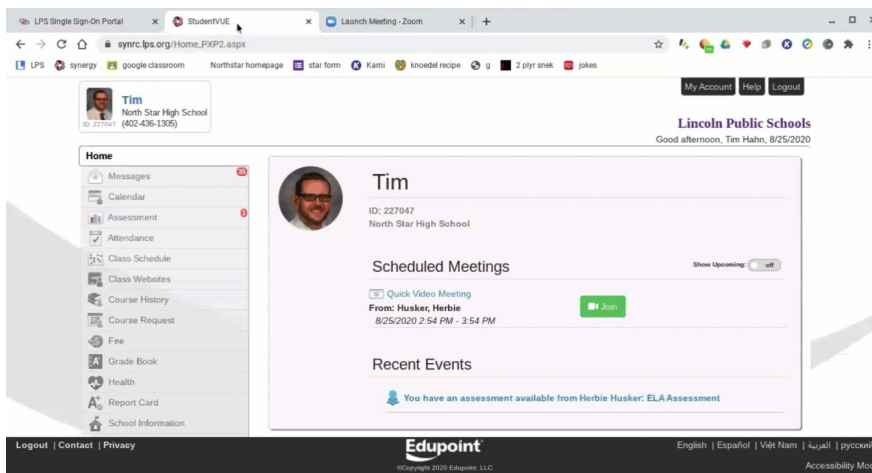 LPS Single Sign-On Portal
StudentVUE
Launch Meeting - Zoom
synrc.lps.org/Home_PXP2.aspx
LPS
synergy
google classroom
Northstar homepage
star form
Kami
knoedel recipe
g
2 plyr snek
jokes
Tim
North Star High School
ID: 227047 (402-436-1305)
My Account Help Logout
Lincoln Public Schools
Good afternoon, Tim Hahn, 8/25/2020
Home
Messages
Calendar
Assessment
Attendance
Class Schedule
Class Websites
Course History
Course Request
Fee
Grade Book
Health
Report Card
School Information
Tim
ID: 227047
North Star High School
Scheduled Meetings
Show Upcoming: off
Quick Video Meeting
From: Husker, Herbie
8/25/2020 2:54 PM - 3:54 PM
Join
Recent Events
You have an assessment available from Herbie Husker: ELA Assessment
Logout | Contact | Privacy
Edupoint
©Copyright 2020 Edupoint, LLC
English | Español | Việt Nam | العربية | русский
Accessibility